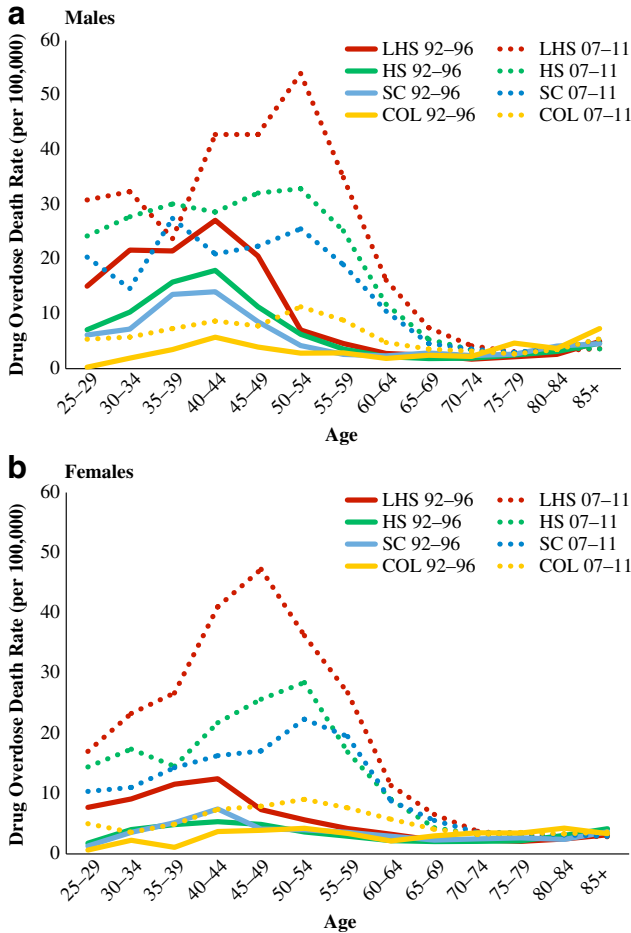 a Males
60
50
40
30
20
10
0
Drug Overdose Death Rate (per 100,000)
LHS 92–96 LHS 07–11
HS 92–96 HS 07–11
SC 92–96 SC 07–11
COL 92–96 COL 07–11
25–29 30–34 35–39 40–44 45–49 50–54 55–59 60–64 65–69 70–74 75–79 80–84 85+
Age
b Females
60
50
40
30
20
10
0
Drug Overdose Death Rate (per 100,000)
LHS 92–96 LHS 07–11
HS 92–96 HS 07–11
SC 92–96 SC 07–11
COL 92–96 COL 07–11
25–29 30–34 35–39 40–44 45–49 50–54 55–59 60–64 65–69 70–74 75–79 80–84 85+
Age